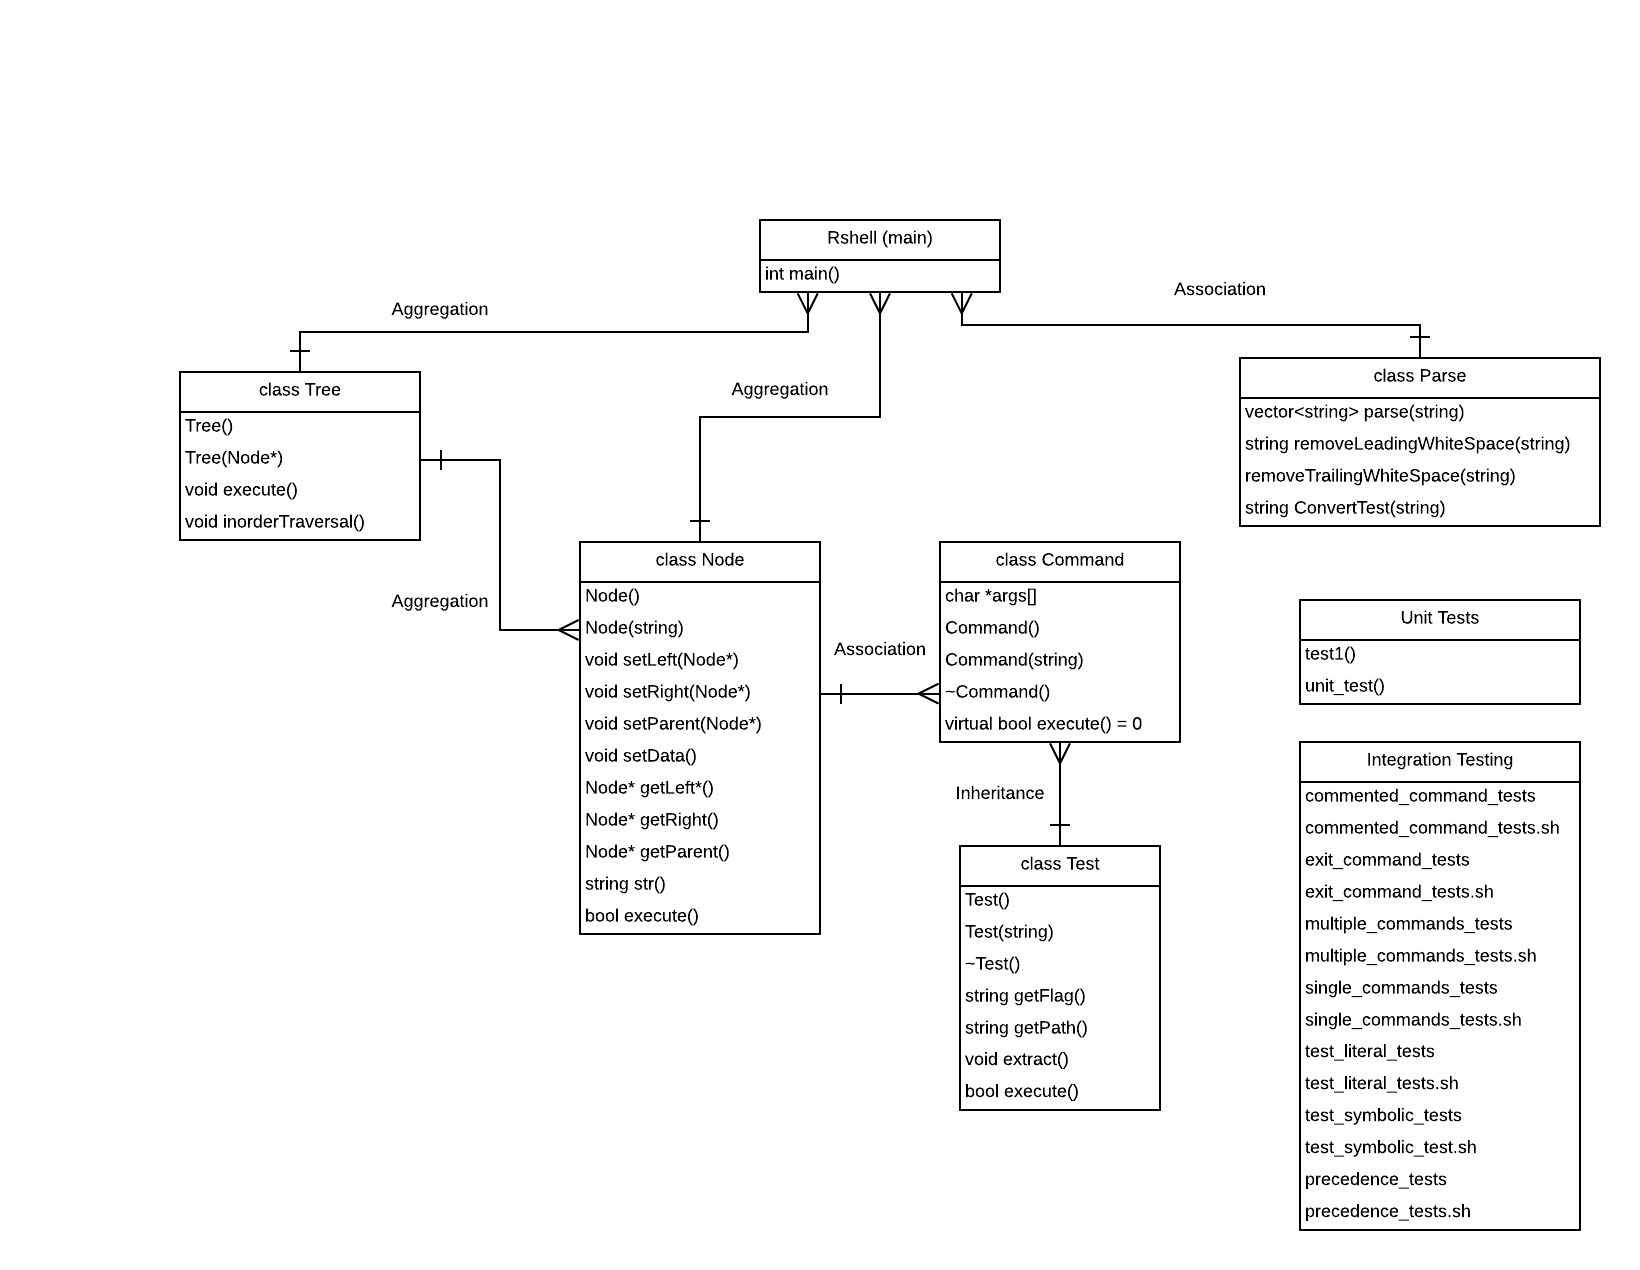 Rshell (main)
int main()
Aggregation
Association
Aggregation
class Tree
Tree()
Tree(Node*)
void execute()
void inorderTraversal()
class Parse
vector<string> parse(string)
string removeLeadingWhiteSpace(string)
removeTrailingWhiteSpace(string)
string ConvertTest(string)
Aggregation
class Node
Node()
Node(string)
void setLeft(Node*)
void setRight(Node*)
void setParent(Node*)
void setData()
Node* getLeft*()
Node* getRight()
Node* getParent()
string str()
bool execute()
Association
class Command
char *args[]
Command()
Command(string)
~Command()
virtual bool execute() = 0
Inheritance
class Test
Test()
Test(string)
~Test()
string getFlag()
string getPath()
void extract()
bool execute()
Unit Tests
test1()
unit_test()
Integration Testing
commented_command_tests
commented_command_tests.sh
exit_command_tests
exit_command_tests.sh
multiple_commands_tests
multiple_commands_tests.sh
single_commands_tests
single_commands_tests.sh
test_literal_tests
test_literal_tests.sh
test_symbolic_tests
test_symbolic_test.sh
precedence_tests
precedence_tests.sh